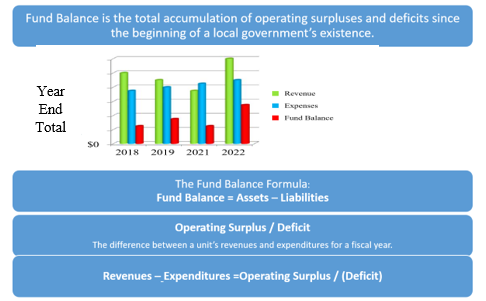 Fund Balance is the total accumulation of operating surpluses and deficits since
the beginning of a local government's existence.
Year
End
Total
Revenue
Expenses
Fund Balance
$0
2018 2019 2021 2022
The Fund Balance Formula:
Fund Balance = Assets – Liabilities
Operating Surplus / Deficit
The difference between a unit's revenues and expenditures for a fiscal year.
Revenues – Expenditures =Operating Surplus / (Deficit)